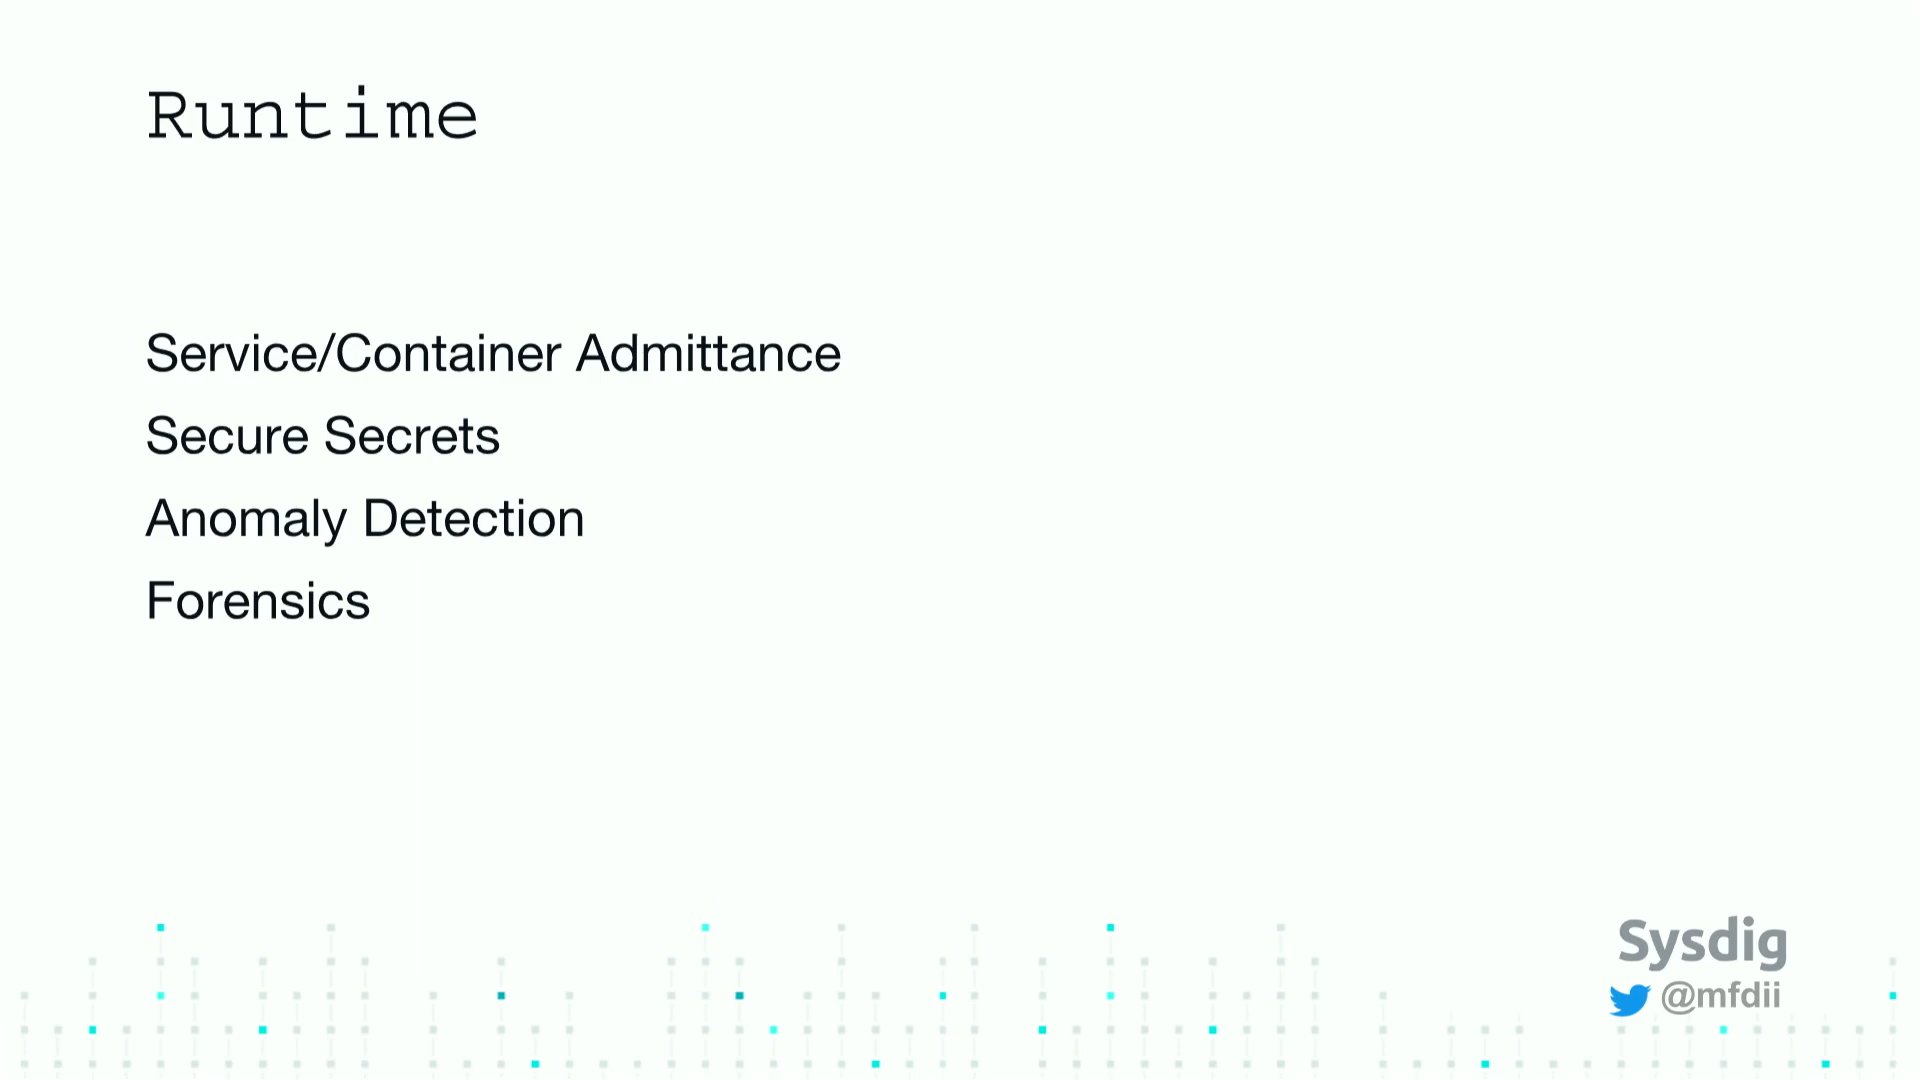 Runtime
Service/Container Admittance
Secure Secrets
Anomaly Detection
Forensics
Sysdig
@mfdii